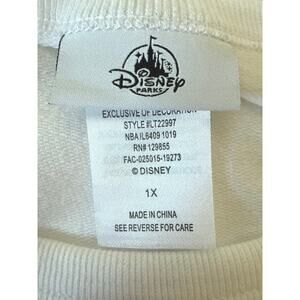 Disney
PARKS
EXCLUSIVE OF DECORATION
STYLE #LT22997
NBA IL6409 1019
RN# 129855
FAC-025015-19273
© DISNEY
1X
MADE IN CHINA
SEE REVERSE FOR CARE